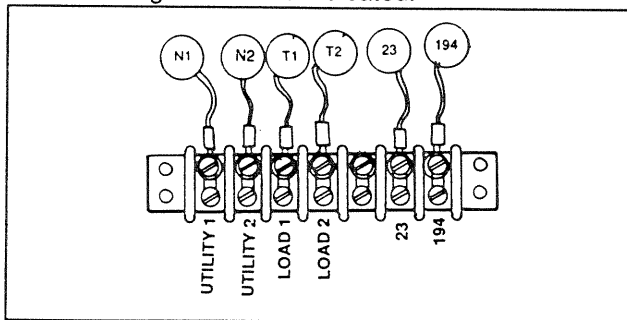 N1
N2
T1
T2
23
194
UTILITY 1
UTILITY 2
LOAD 1
LOAD 2
23
194